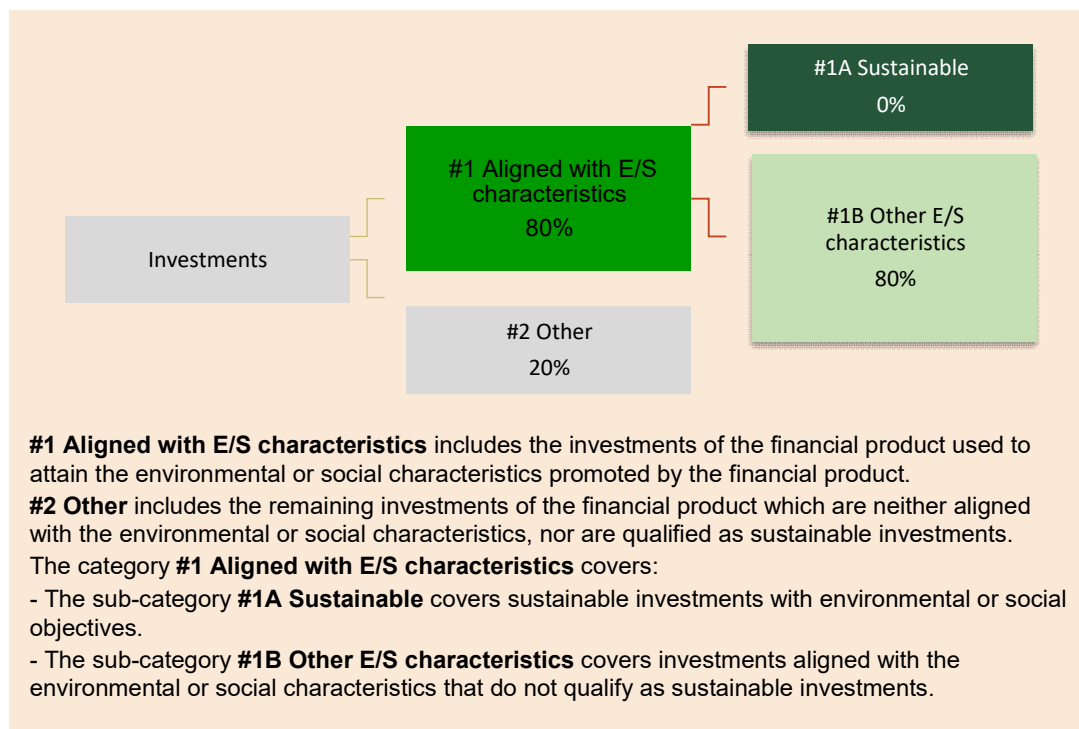 #1A Sustainable
0%
#1 Aligned with E/S
characteristics
80%
#1B Other E/S
characteristics
80%
Investments
#2 Other
20%
#1 Aligned with E/S characteristics includes the investments of the financial product used to
attain the environmental or social characteristics promoted by the financial product.
#2 Other includes the remaining investments of the financial product which are neither aligned
with the environmental or social characteristics, nor are qualified as sustainable investments.
The category #1 Aligned with E/S characteristics covers:
- The sub-category #1A Sustainable covers sustainable investments with environmental or social
objectives.
- The sub-category #1B Other E/S characteristics covers investments aligned with the
environmental or social characteristics that do not qualify as sustainable investments.